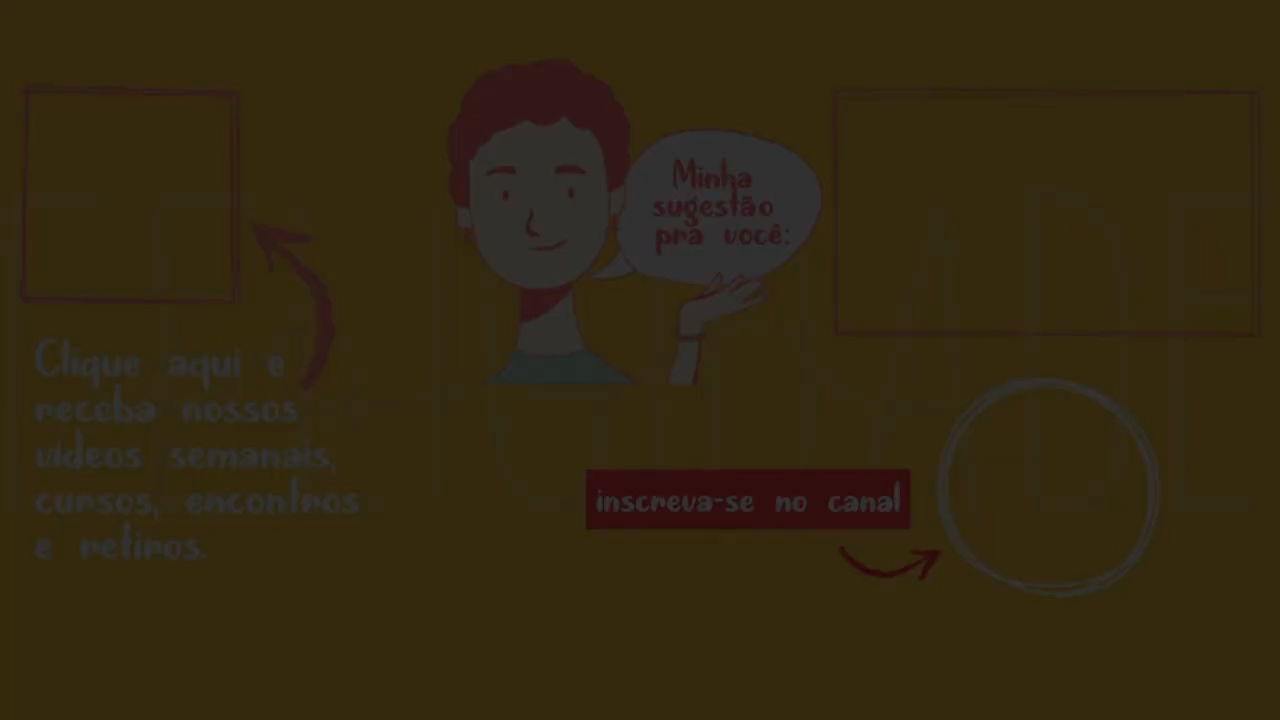 Minha
sugestão
pra você:
Clique aqui e
receba nossos
vídeos semanais,
cursos, encontros
e retiros.
inscreva-se no canal